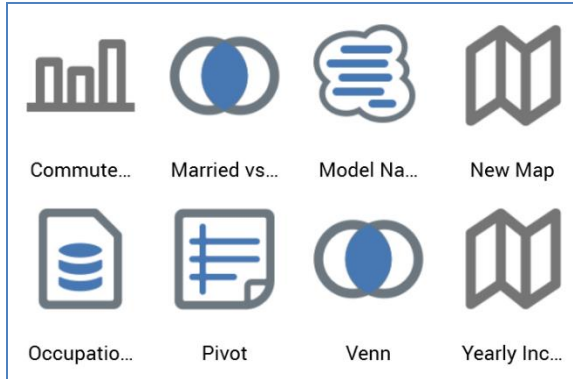 Commute...
Married vs...
Model Na...
New Map
Occupatio...
Pivot
Venn
Yearly Inc...